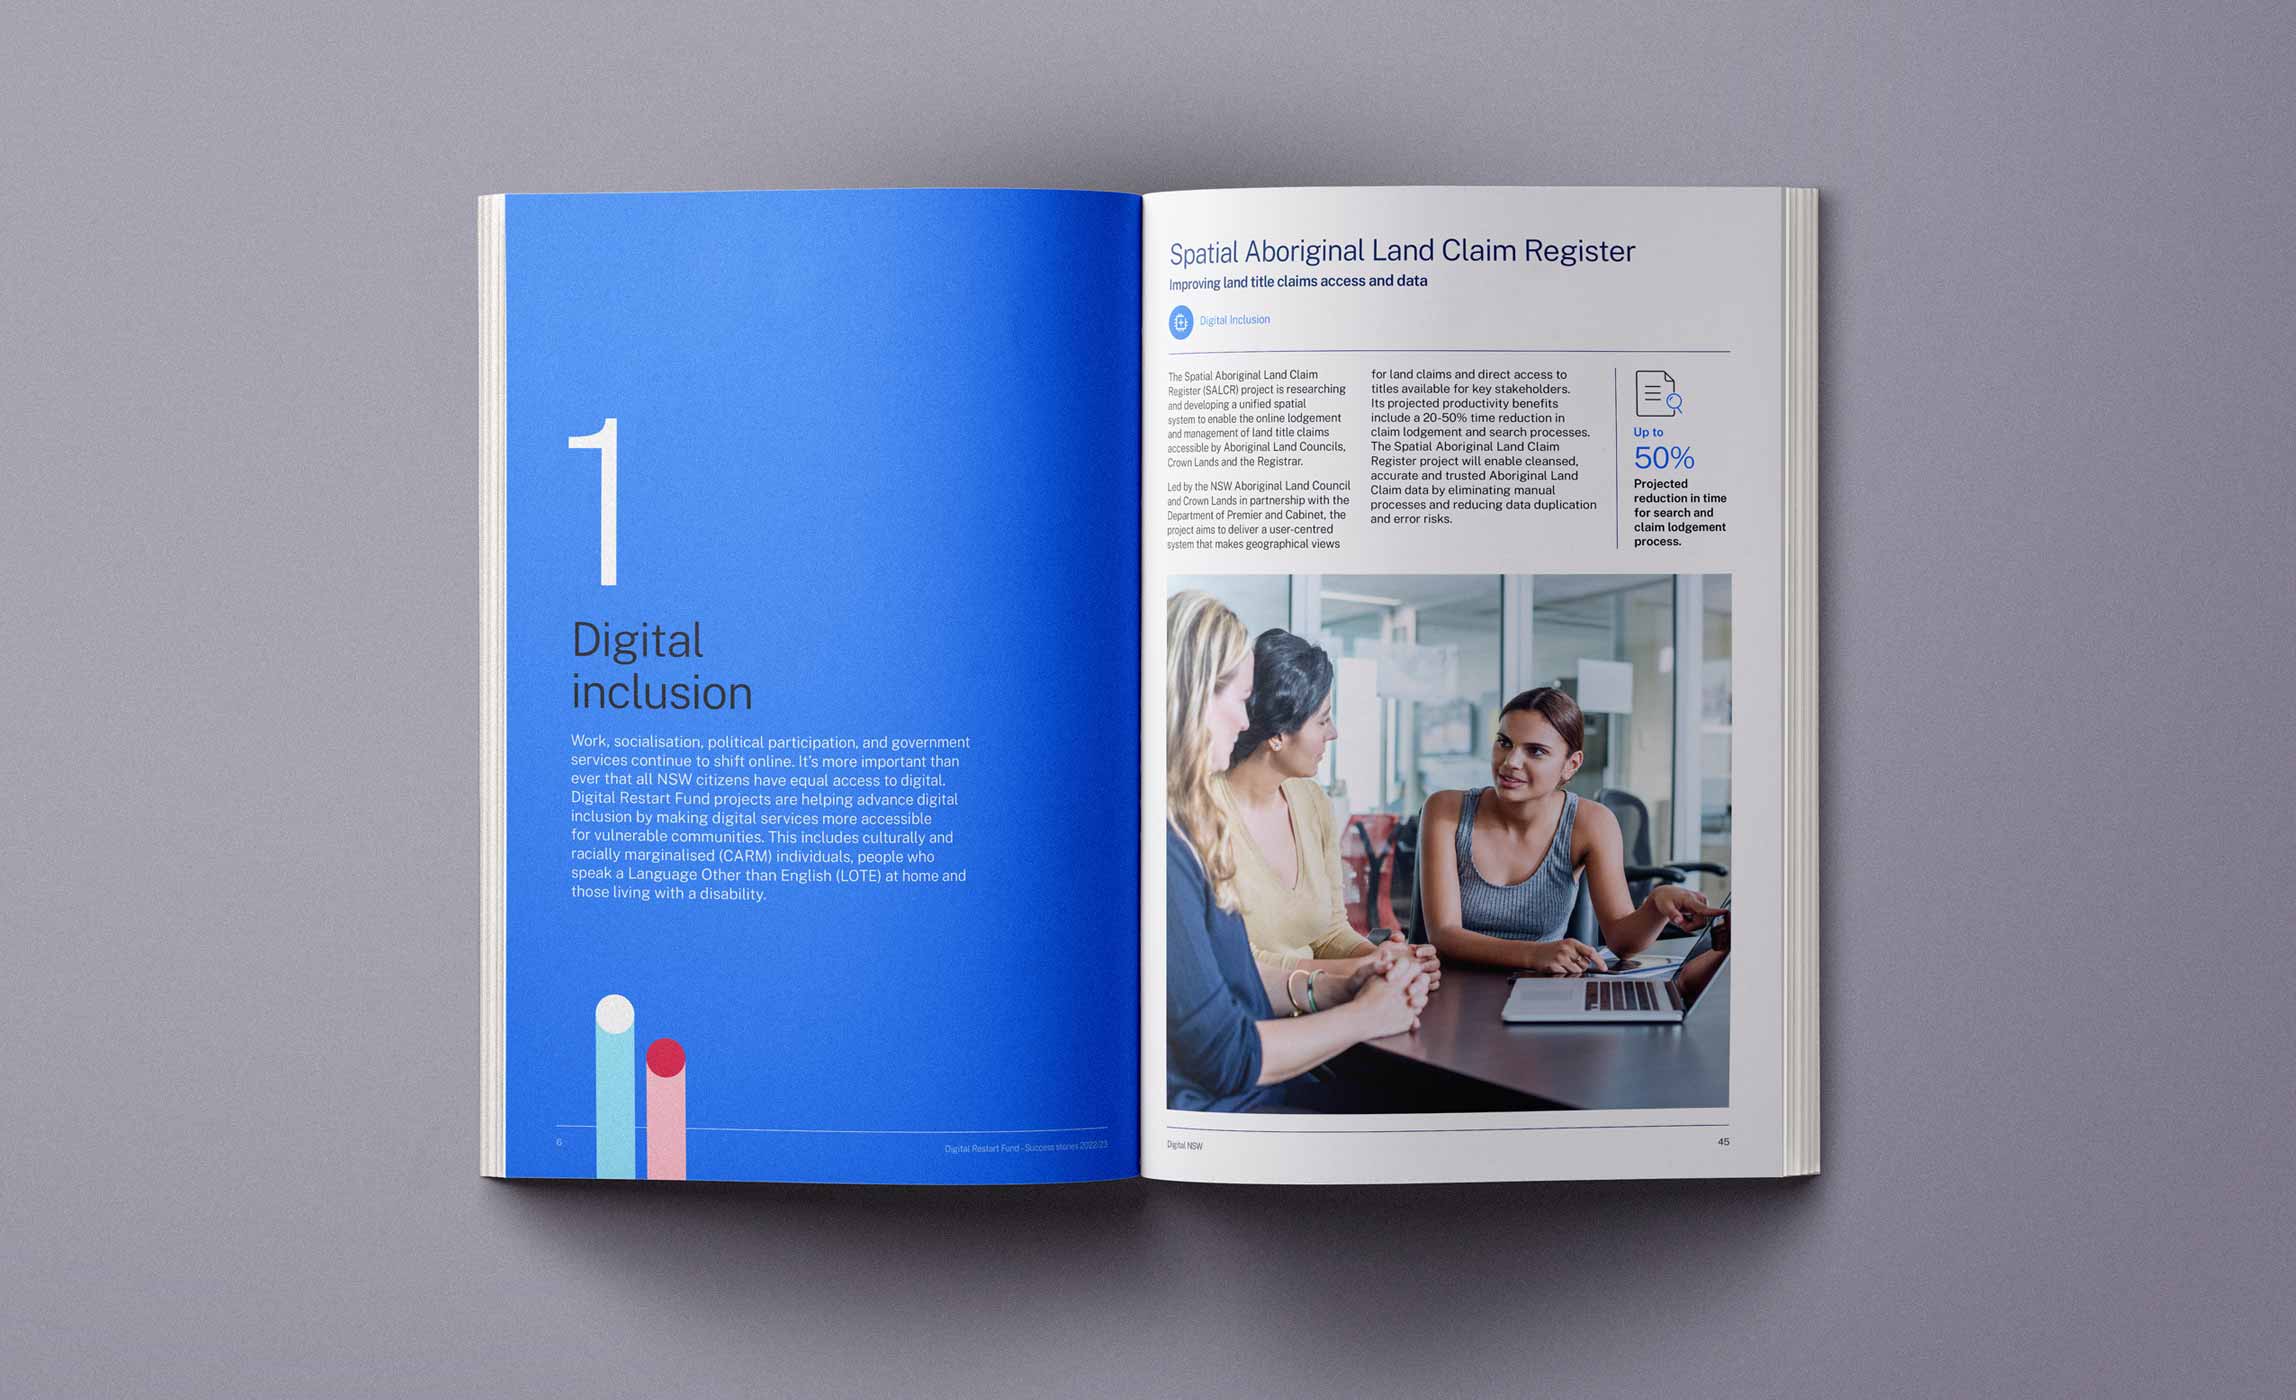 1
Digital
inclusion
Work, socialisation, political participation, and government
services continue to shift online. It's more important than
ever that all NSW citizens have equal access to digital.
Digital Restart Fund projects are helping advance digital
inclusion by making digital services more accessible
for vulnerable communities. This includes culturally and
racially marginalised (CARM) individuals, people who
speak a Language Other than English (LOTE) at home and
those living with a disability.
6
Digital Restart Fund - Success stories 2022/23
Spatial Aboriginal Land Claim Register
Improving land title claims access and data
Digital Inclusion
The Spatial Aboriginal Land Claim
Register (SALCR) project is researching
and developing a unified spatial
system to enable the online lodgement
and management of land title claims
accessible by Aboriginal Land Councils,
Crown Lands and the Registrar.
Led by the NSW Aboriginal Land Council
and Crown Lands in partnership with the
Department of Premier and Cabinet, the
project aims to deliver a user-centred
system that makes geographical views
for land claims and direct access to
titles available for key stakeholders.
Its projected productivity benefits
include a 20-50% time reduction in
claim lodgement and search processes.
The Spatial Aboriginal Land Claim
Register project will enable cleansed,
accurate and trusted Aboriginal Land
Claim data by eliminating manual
processes and reducing data duplication
and error risks.
Up to
50%
Projected
reduction in time
for search and
claim lodgement
process.
Digital NSW
45